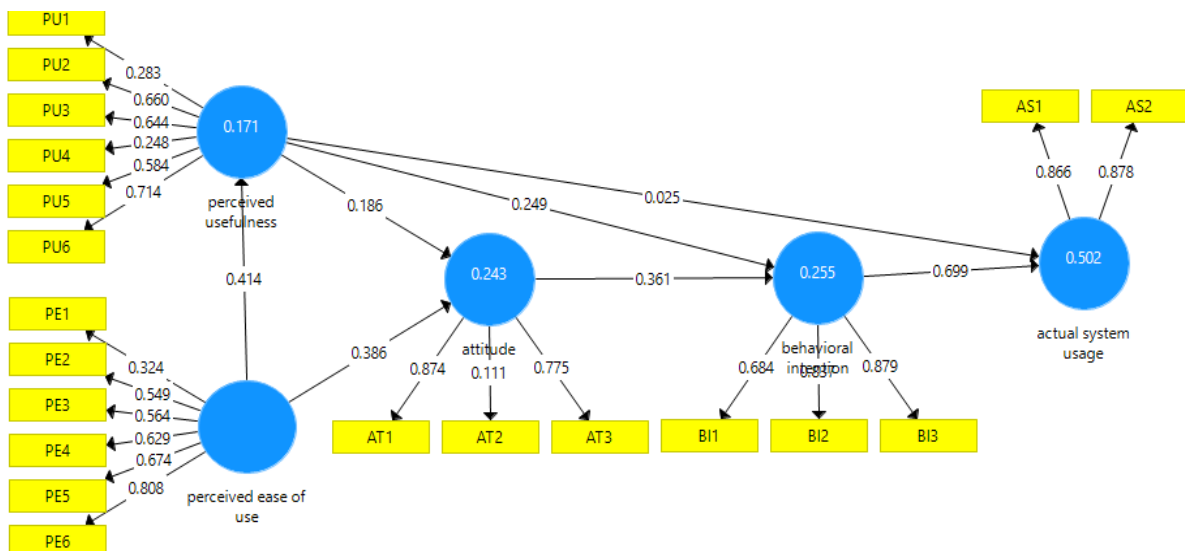 PU1
PU2
PU3
PU4
PU5
PU6
0.283
0.660
0.644
0.248
0.584
0.714
0.171
perceived
usefulness
0.414
PE1
PE2
PE3
PE4
PE5
PE6
0.324
0.549
0.564
0.629
0.674
0.808
perceived ease of
use
0.186
0.386
0.249
0.025
0.243
attitude
0.874
0.111
0.775
AT1
AT2
AT3
0.361
0.255
behavioral
intention
0.684
0.879
BI1
BI2
BI3
0.699
0.502
actual system
usage
0.866
0.878
AS1
AS2